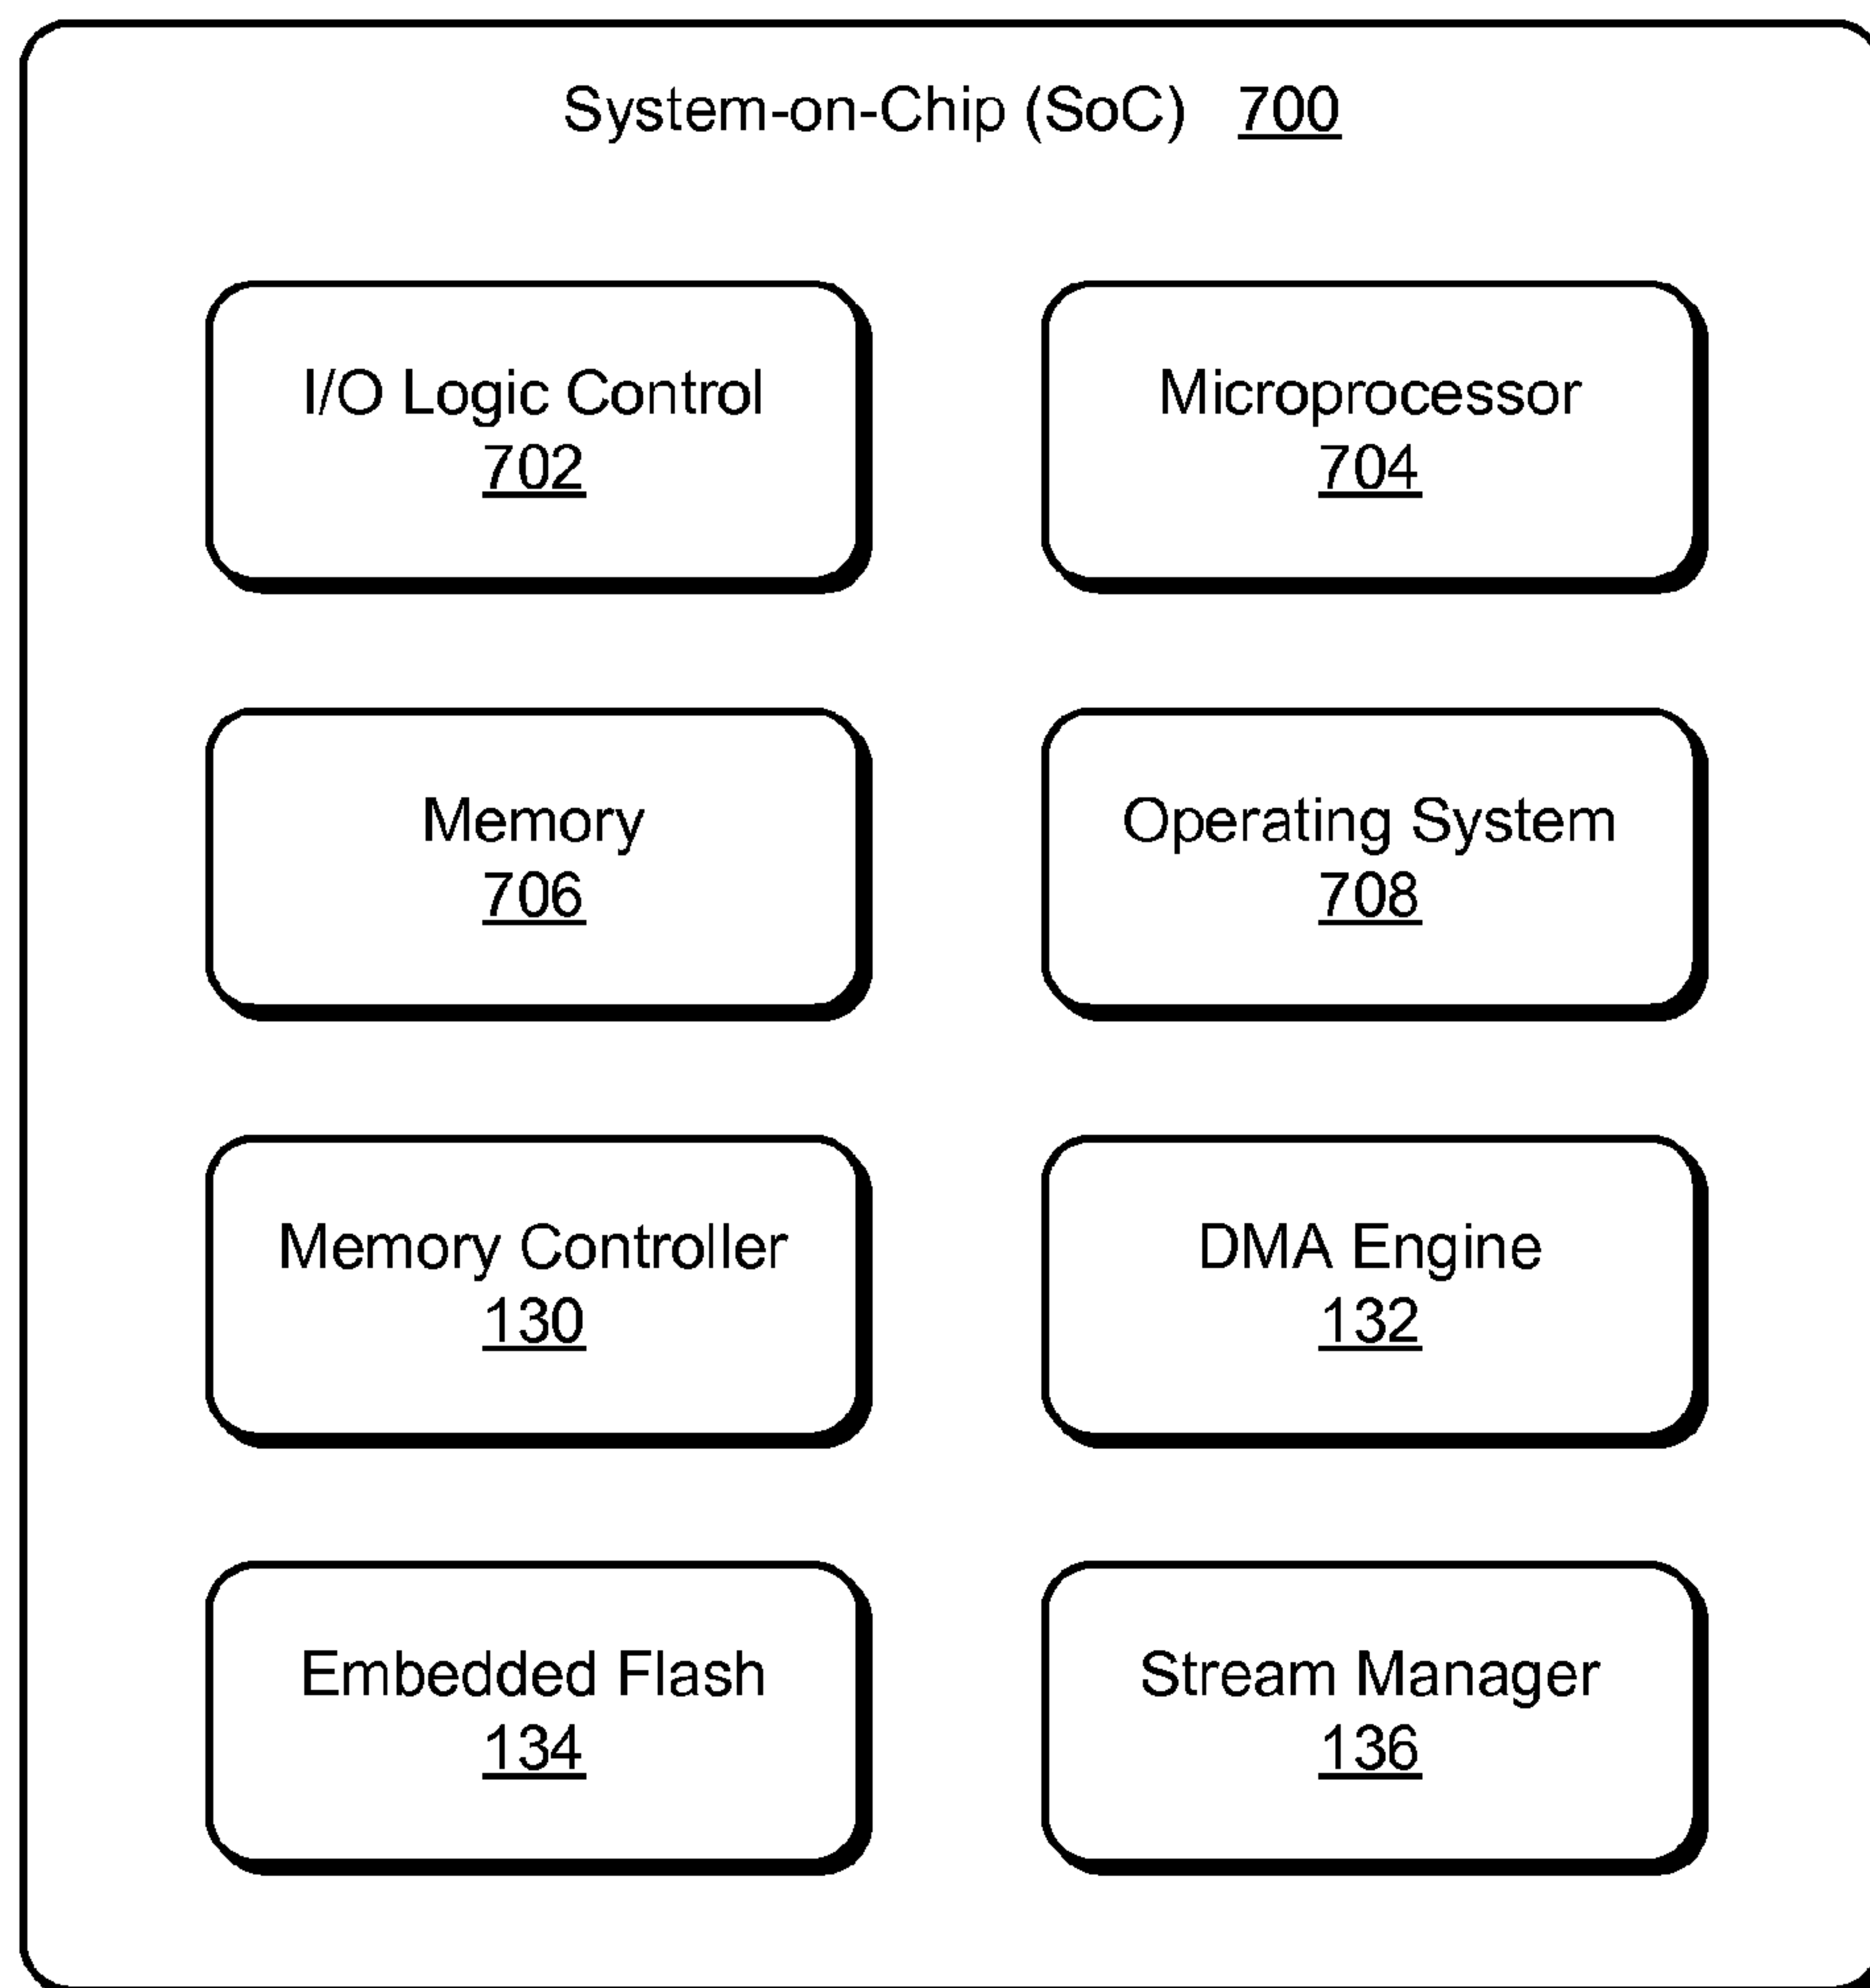 System-on-Chip (SoC) 700
I/O Logic Control
702
Microprocessor
704
Memory
706
Operating System
708
Memory Controller
130
DMA Engine
132
Embedded Flash
134
Stream Manager
136